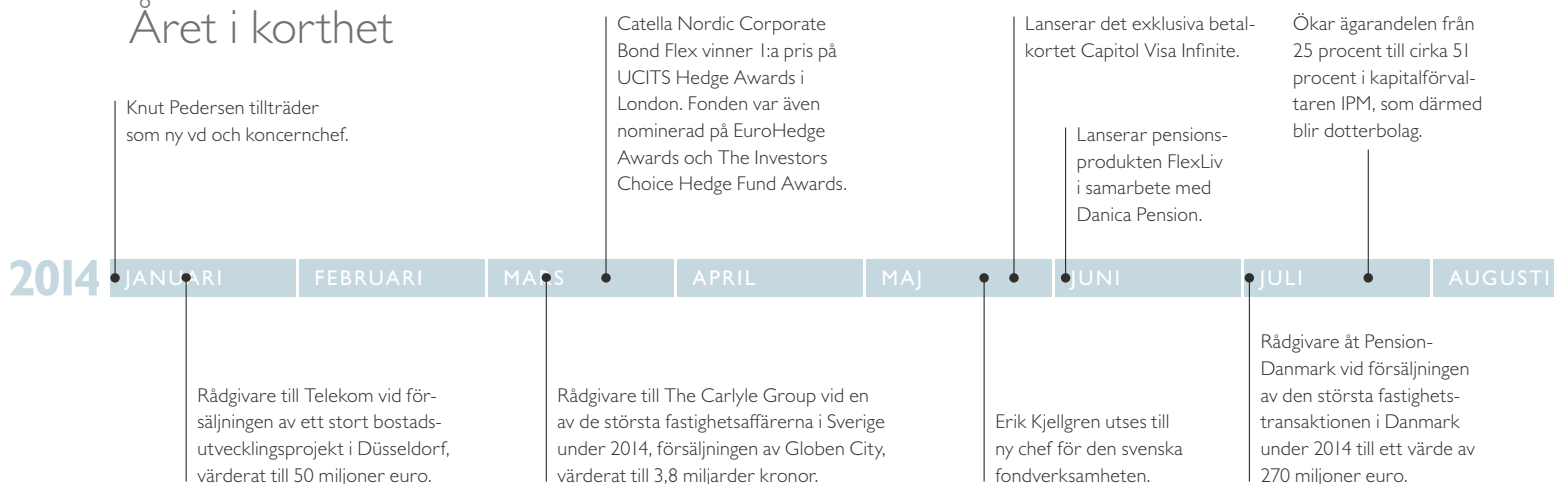 Året i korthet
Knut Pedersen tillträder
som ny vd och koncernchef.
Catella Nordic Corporate
Bond Flex vinner 1:a pris på
UCITS Hedge Awards i
London. Fonden var även
nominerad på EuroHedge
Awards och The Investors
Choice Hedge Fund Awards.
Lanserar det exklusiva betal-
kortet Capitol Visa Infinite.
Lanserar pensions-
produkten FlexLiv
i samarbete med
Danica Pension.
Ökar ägarandelen från
25 procent till cirka 51
procent i kapitalförval-
taren IPM, som därmed
blir dotterbolag.
2014 JANUARI FEBRUARI MARS APRIL MAJ JUNI JULI AUGUSTI
Rådgivare till Telekom vid för-
säljningen av ett stort bostads-
utvecklingsprojekt i Düsseldorf,
värderat till 50 miljoner euro.
Rådgivare till The Carlyle Group vid en
av de största fastighetsaffärerna i Sverige
under 2014, försäljningen av Globen City,
värderat till 3,8 miljarder kronor.
Erik Kjellgren utses till
ny chef för den svenska
fondverksamheten.
Rådgivare åt Pension-
Danmark vid försäljningen
av den största fastighets-
transaktionen i Danmark
under 2014 till ett värde av
270 miljoner euro.